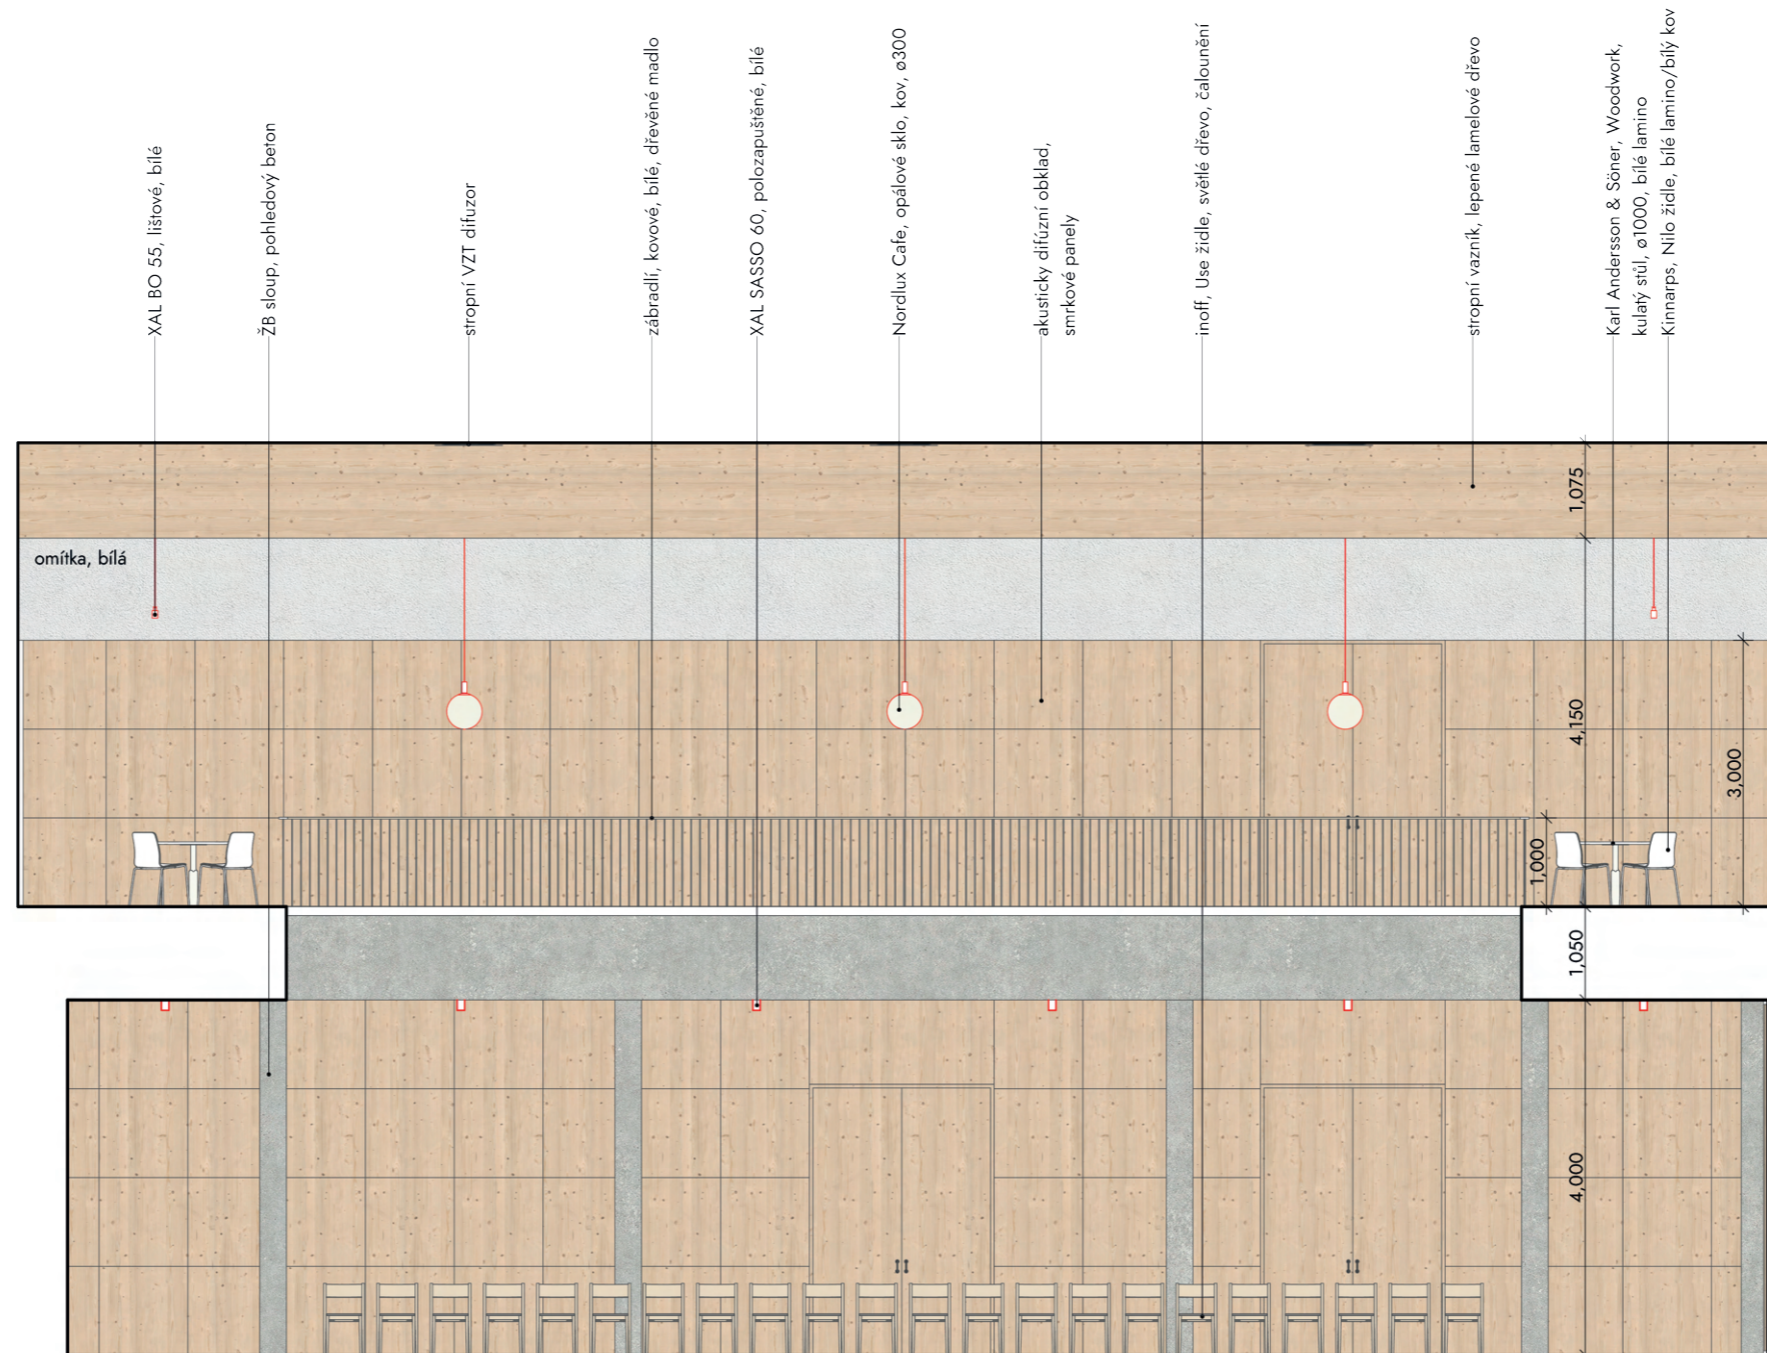 XAL BO 55, lištové, bílé
ŽB sloup, pohledový beton
stropní VZT difuzor
zábradlí, kovové, bílé, dřevěné madlo
XAL SASSO 60, polozapuštěné, bílé
Nordlux Cafe, opálové sklo, kov, ø300
akusticky difúzní obklad,
smrkové panely
inoff, Use židle, světlé dřevo, čalounění
stropní vazník, lepené lamelové dřevo
Karl Andersson & Söner, Woodwork,
kulatý stůl, ø1000, bílé lamino
Kinnarps, Nilo židle, bílé lamino/bílý kov
omítka, bílá
1,075
4,150
3,000
1,000
1,050
4,000